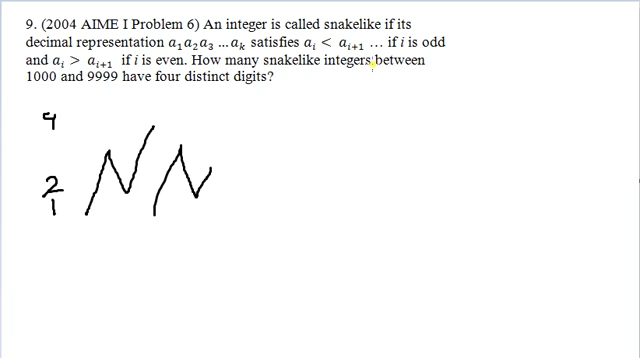 9. (2004 AIME I Problem 6) An integer is called snakelike if its
decimal representation a₁a₂a₃ …aₖ satisfies aᵢ < aᵢ₊₁ … if i is odd
and aᵢ > aᵢ₊₁ if i is even. How many snakelike integers between
1000 and 9999 have four distinct digits?
4
2
1